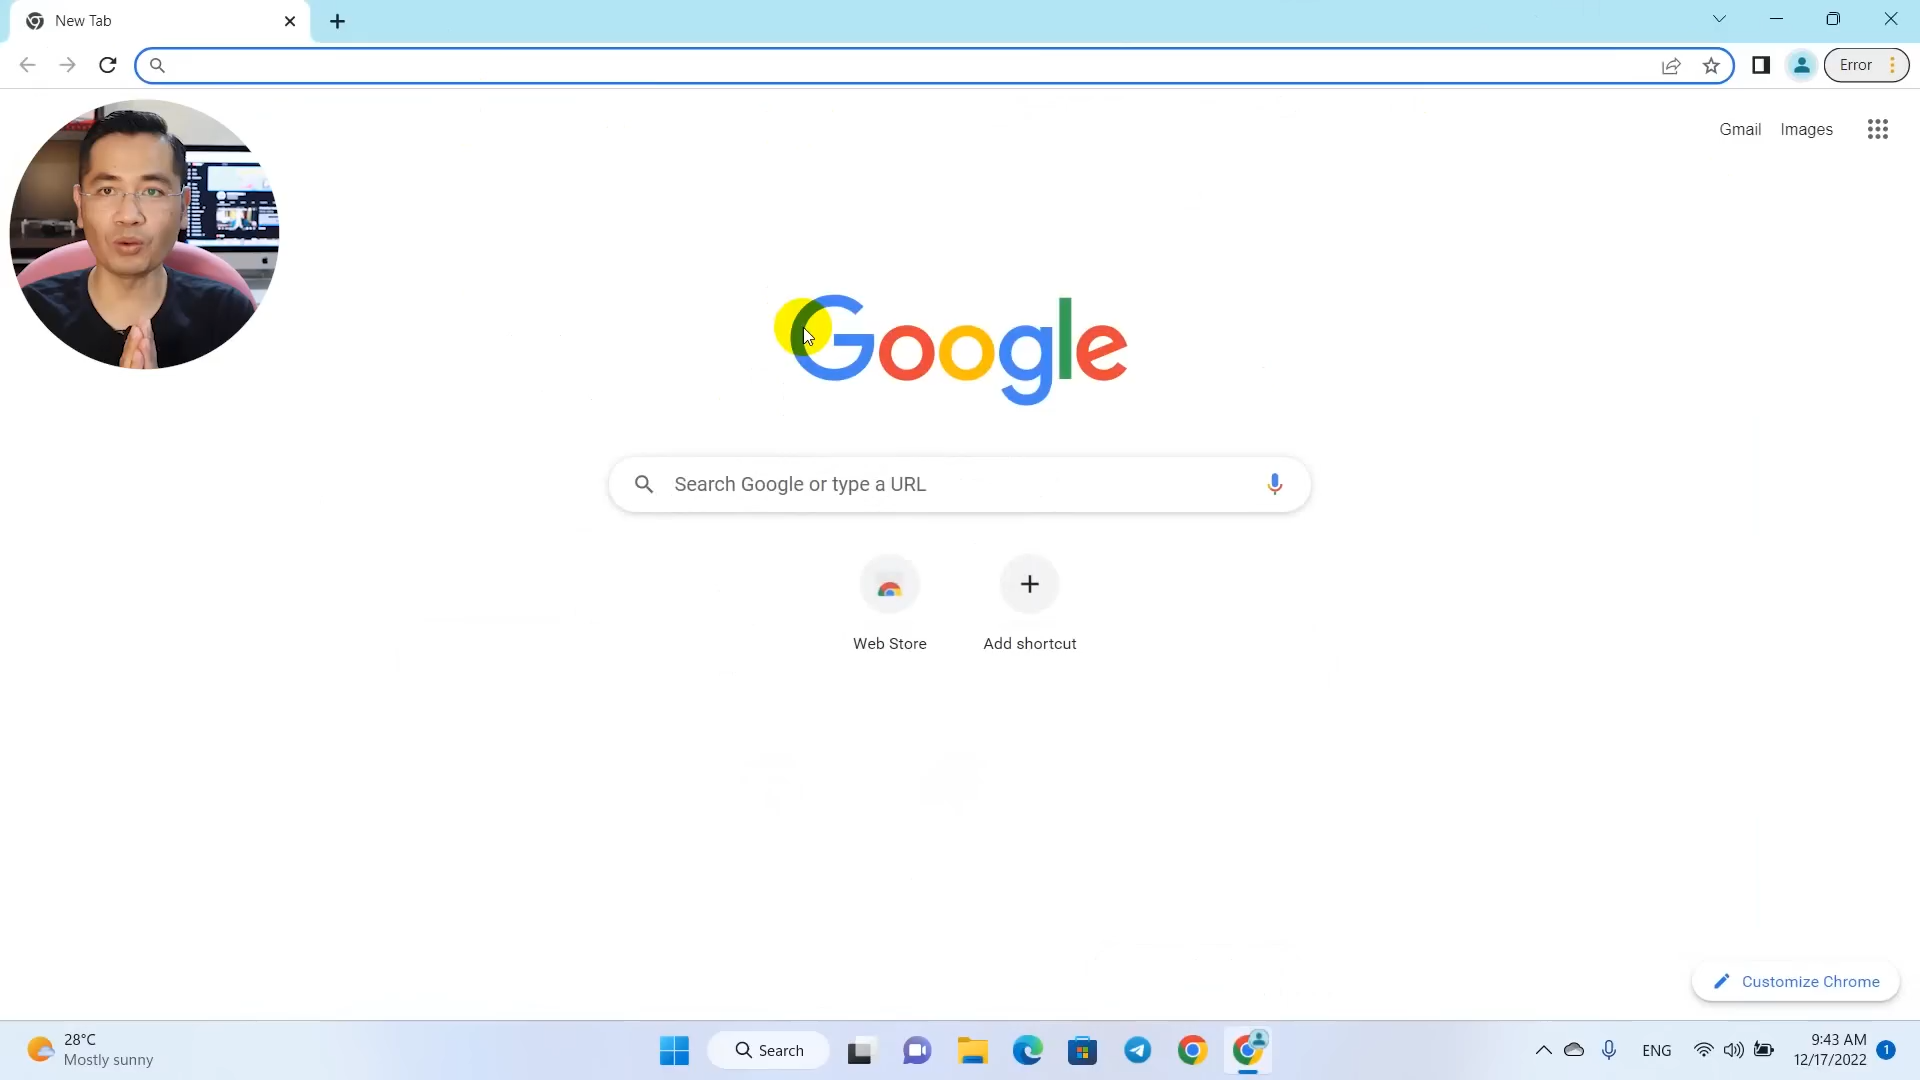 New Tab
Error
Gmail Images
Google
Search Google or type a URL
Web Store
Add shortcut
Customize Chrome
28°C
Mostly sunny
Search
ENG
9:43 AM
12/17/2022
1